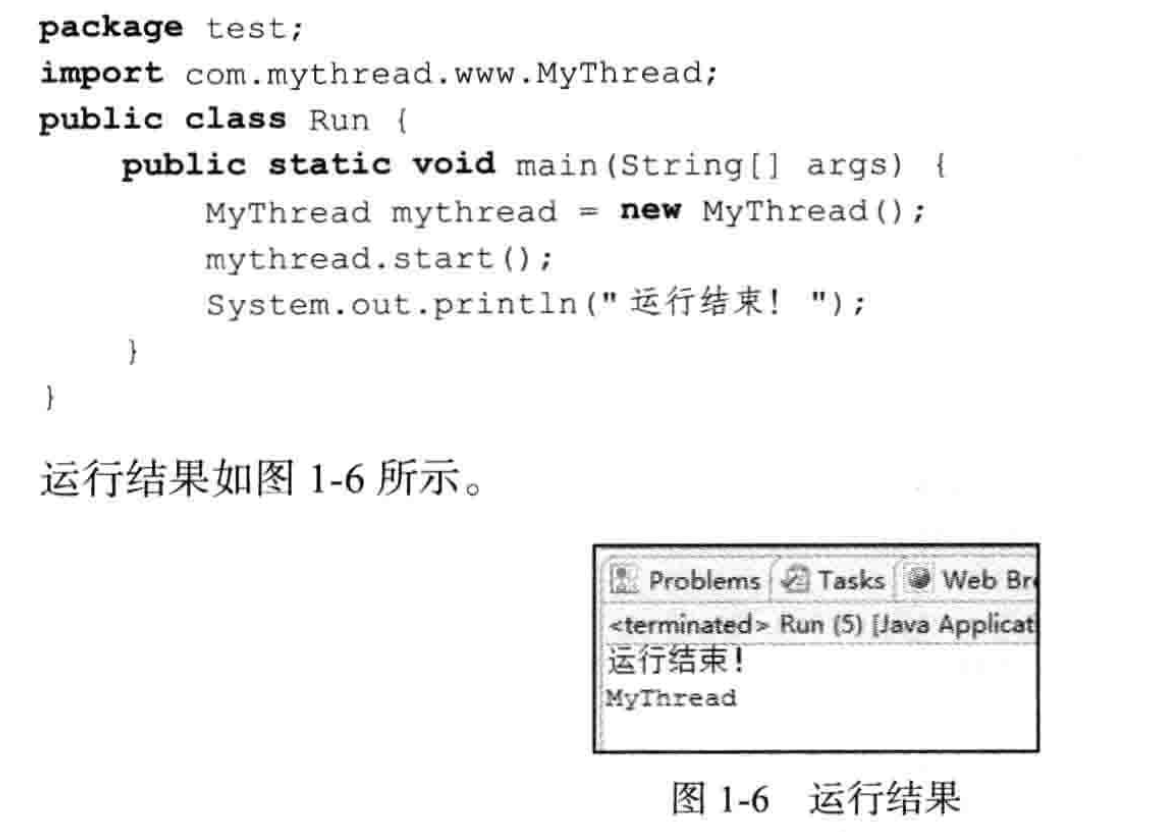 package test;
import com.mythread.www.MyThread;
public class Run {
public static void main(String[] args) {
MyThread mythread = new MyThread();
mythread.start();
System.out.println("运行结束! ");
}
}
运行结果如图 1-6 所示。
Problems Tasks Web Bro
<terminated> Run (5) [Java Applicat
运行结束!
MyThread
图 1-6 运行结果